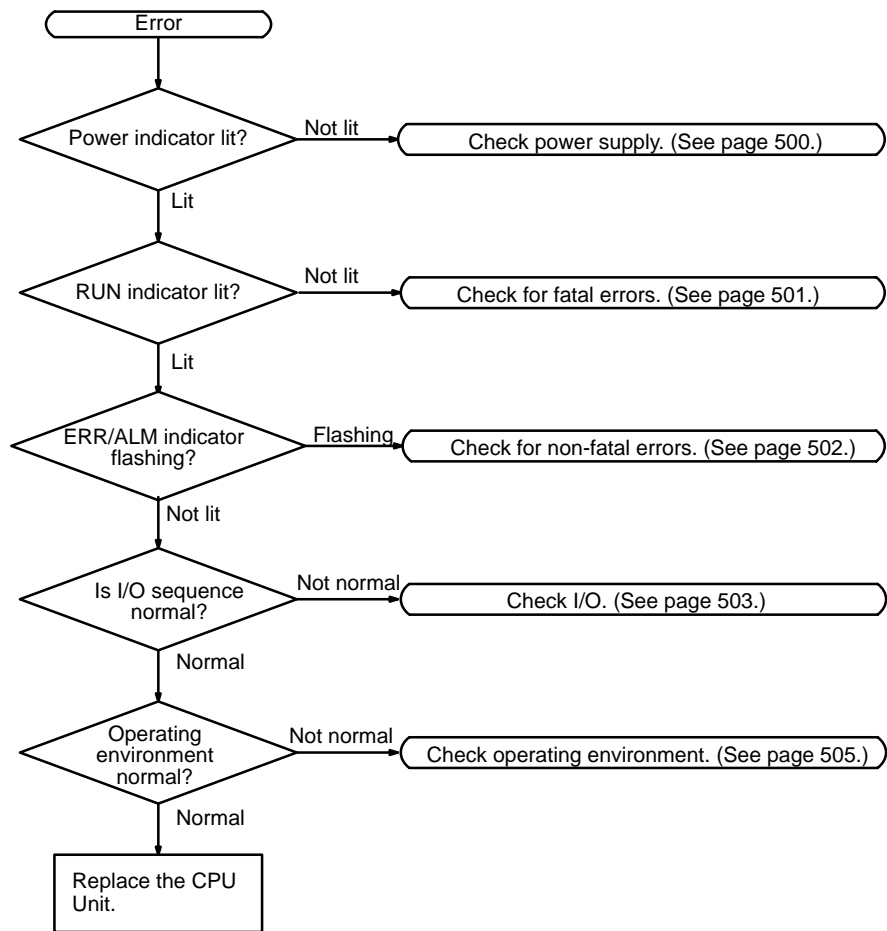 Error
Power indicator lit?
Not lit
Check power supply. (See page 500.)
Lit
RUN indicator lit?
Not lit
Check for fatal errors. (See page 501.)
Lit
ERR/ALM indicator
flashing?
Flashing
Check for non-fatal errors. (See page 502.)
Not lit
Is I/O sequence
normal?
Not normal
Check I/O. (See page 503.)
Normal
Operating
environment
normal?
Not normal
Check operating environment. (See page 505.)
Normal
Replace the CPU
Unit.